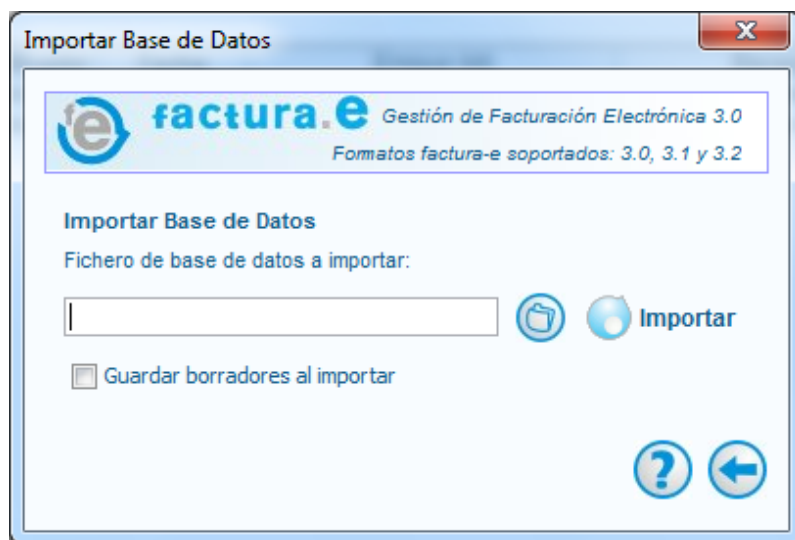 Importar Base de Datos
factura.e Gestión de Facturación Electrónica 3.0
Formatos factura-e soportados: 3.0, 3.1 y 3.2
Importar Base de Datos
Fichero de base de datos a importar:
Importar
Guardar borradores al importar